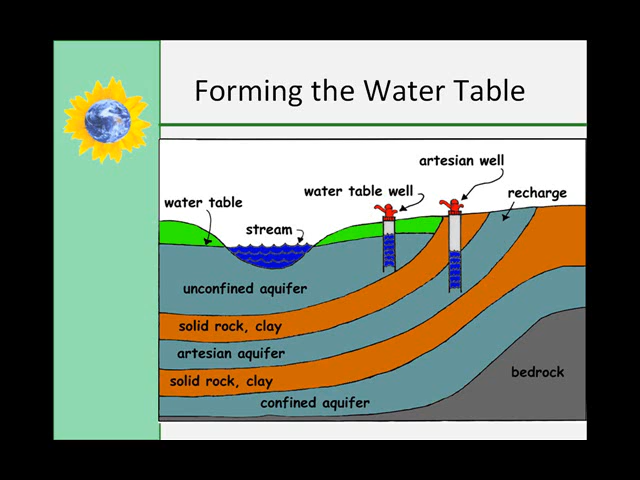 Forming the Water Table
artesian well
water table well
recharge
water table
stream
unconfined aquifer
solid rock, clay
artesian aquifer
bedrock
solid rock, clay
confined aquifer